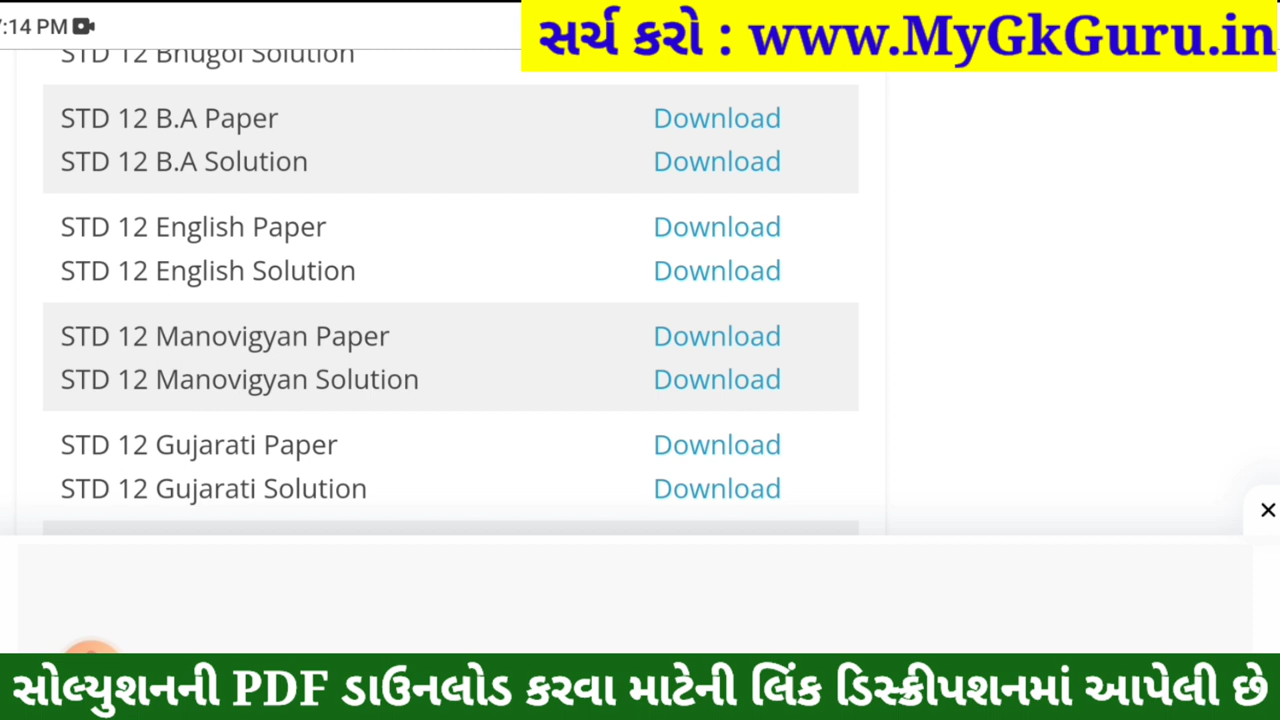 :14 PM
સર્ચ કરો : www.MyGkGuru.in
STD 12 Bhugol Solution
STD 12 B.A Paper Download
STD 12 B.A Solution Download
STD 12 English Paper Download
STD 12 English Solution Download
STD 12 Manovigyan Paper Download
STD 12 Manovigyan Solution Download
STD 12 Gujarati Paper Download
STD 12 Gujarati Solution Download
સોલ્યુશનની PDF ડાઉનલોડ કરવા માટેની લિંક ડિસ્ક્રીપશનમાં આપેલી છે